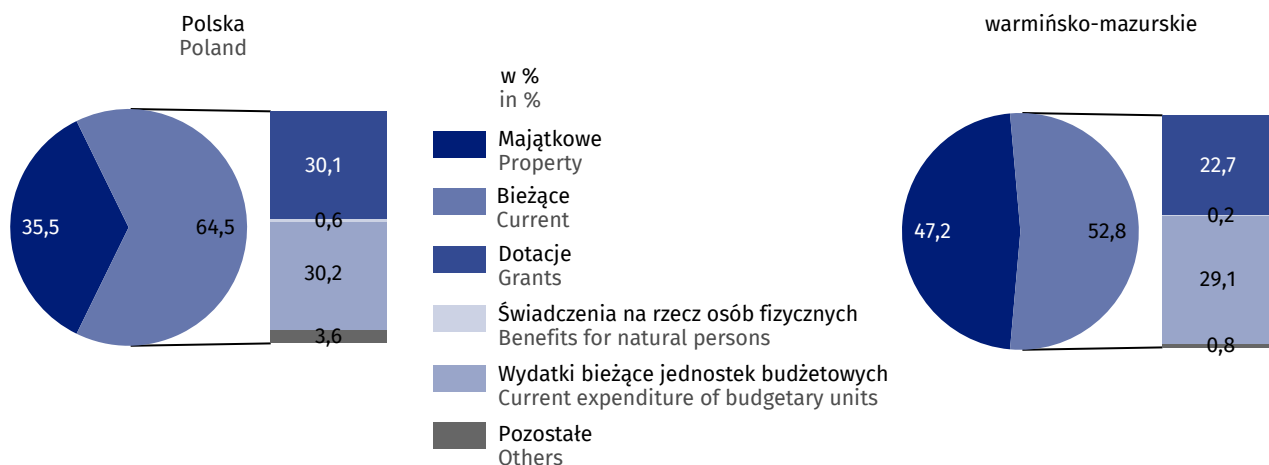 Polska
Poland
35,5
64,5
30,1
0,6
30,2
3,6
w %
in %
Majątkowe
Property
Bieżące
Current
Dotacje
Grants
Świadczenia na rzecz osób fizycznych
Benefits for natural persons
Wydatki bieżące jednostek budżetowych
Current expenditure of budgetary units
Pozostałe
Others
warmińsko-mazurskie
47,2
52,8
22,7
0,2
29,1
0,8